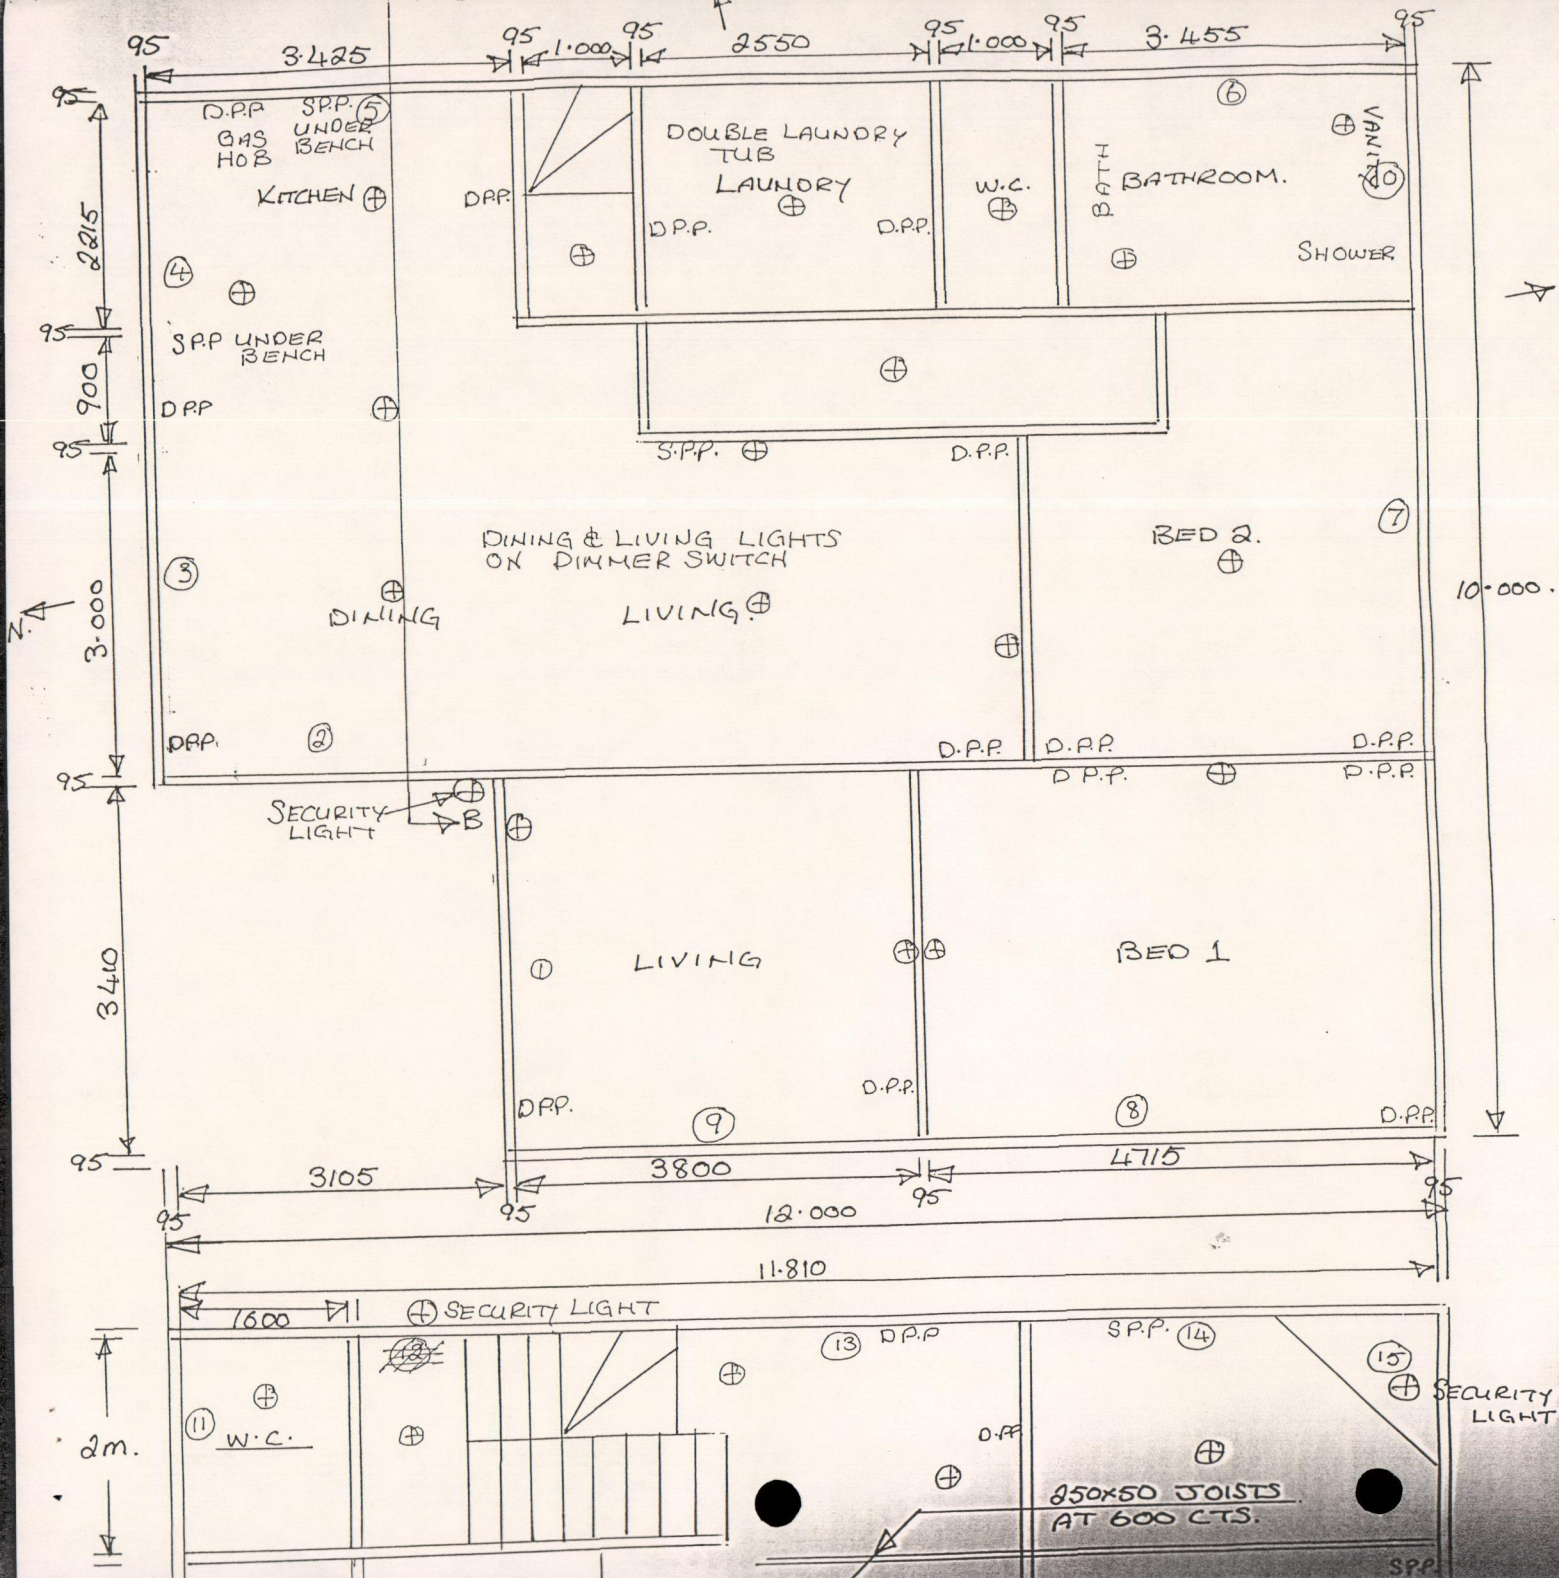 95
3.425
95
1.000
95
2550
95
1.000
95
3.455
95
95
D.P.P
S.P.P.
5
GAS
HOB
UNDER
BENCH
KITCHEN
DPP.
DOUBLE LAUNDRY
TUB
LAUNDRY
D.P.P.
D.P.P.
W.C.
BATH
BATHROOM.
6
VANITY
10
SHOWER
2215
4
95
S.P.P UNDER
BENCH
900
D P.P
95
S.P.P.
D.P.P.
DINING & LIVING LIGHTS
ON DIMMER SWITCH
BED 2.
7
3
10.000.
N.
3.000
DINING
LIVING.
D.P.P.
2
D.P.P.
D.P.P.
D.P.P.
95
D P.P.
D.P.P.
SECURITY
LIGHT
B
3410
1
LIVING
BED 1
DPP.
D.P.P.
9
8
D.P.P.
95
3105
3800
4715
95
95
95
95
12.000
11.810
1600
SECURITY LIGHT
12
13
D.P.P
S.P.P.
14
15
SECURITY
LIGHT
11
W.C.
2m.
D.P.P
250x50 JOISTS
AT 600 CTS.
S.P.P.